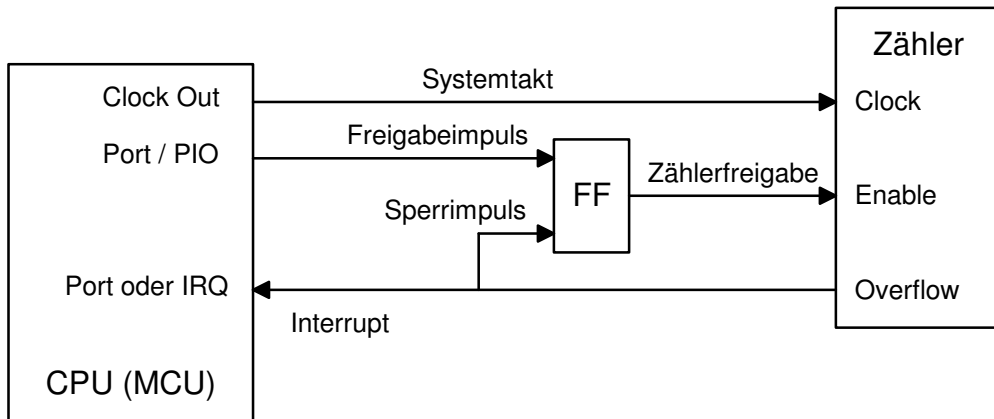 Zähler
Systemtakt
Clock Out
Clock
Freigabeimpuls
Port / PIO
Zählerfreigabe
FF
Enable
Sperrimpuls
Port oder IRQ
Overflow
Interrupt
CPU (MCU)